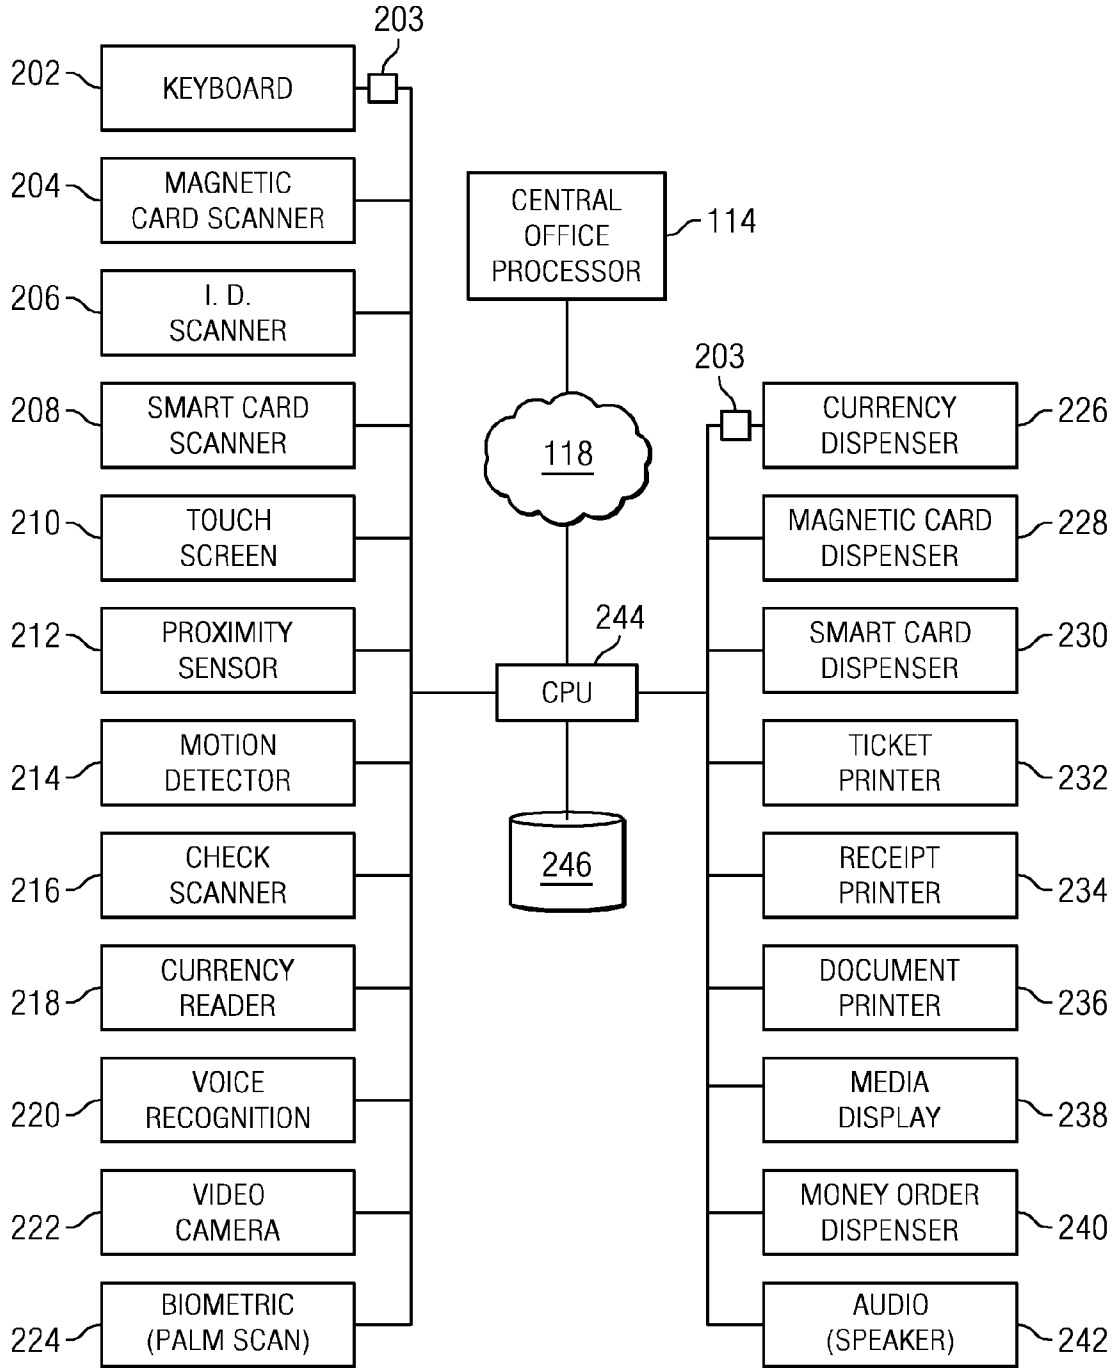 203
202
KEYBOARD
204
MAGNETIC
CARD SCANNER
206
I. D.
SCANNER
208
SMART CARD
SCANNER
210
TOUCH
SCREEN
212
PROXIMITY
SENSOR
214
MOTION
DETECTOR
216
CHECK
SCANNER
218
CURRENCY
READER
220
VOICE
RECOGNITION
222
VIDEO
CAMERA
224
BIOMETRIC
(PALM SCAN)
CENTRAL
OFFICE
PROCESSOR
114
118
244
CPU
246
203
CURRENCY
DISPENSER
226
MAGNETIC CARD
DISPENSER
228
SMART CARD
DISPENSER
230
TICKET
PRINTER
232
RECEIPT
PRINTER
234
DOCUMENT
PRINTER
236
MEDIA
DISPLAY
238
MONEY ORDER
DISPENSER
240
AUDIO
(SPEAKER)
242